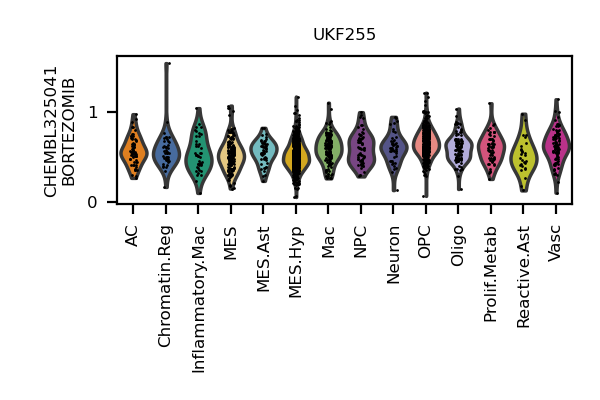 UKF255
CHEMBL325041
BORTEZOMIB
1
0
AC
Chromatin.Reg
Inflammatory.Mac
MES
MES.Ast
MES.Hyp
Mac
NPC
Neuron
OPC
Oligo
Prolif.Metab
Reactive.Ast
Vasc